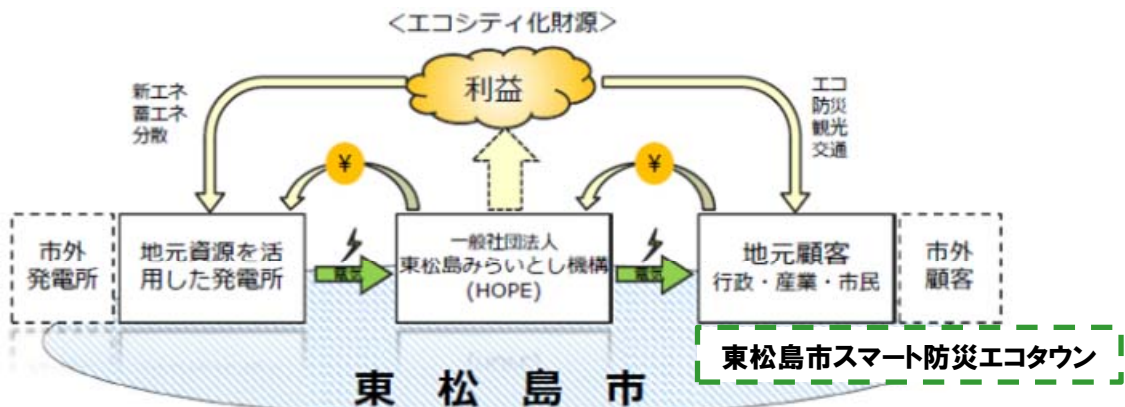 ＜エコシティ化財源＞
利益
新エネ
蓄エネ
分散
エコ
防災
観光
交通
¥
¥
市外
発電所
地元資源を活
用した発電所
電気
一般社団法人
東松島みらいとし機構
(HOPE)
電気
地元顧客
行政・産業・市民
市外
顧客
東松島市スマート防災エコタウン
東松島市